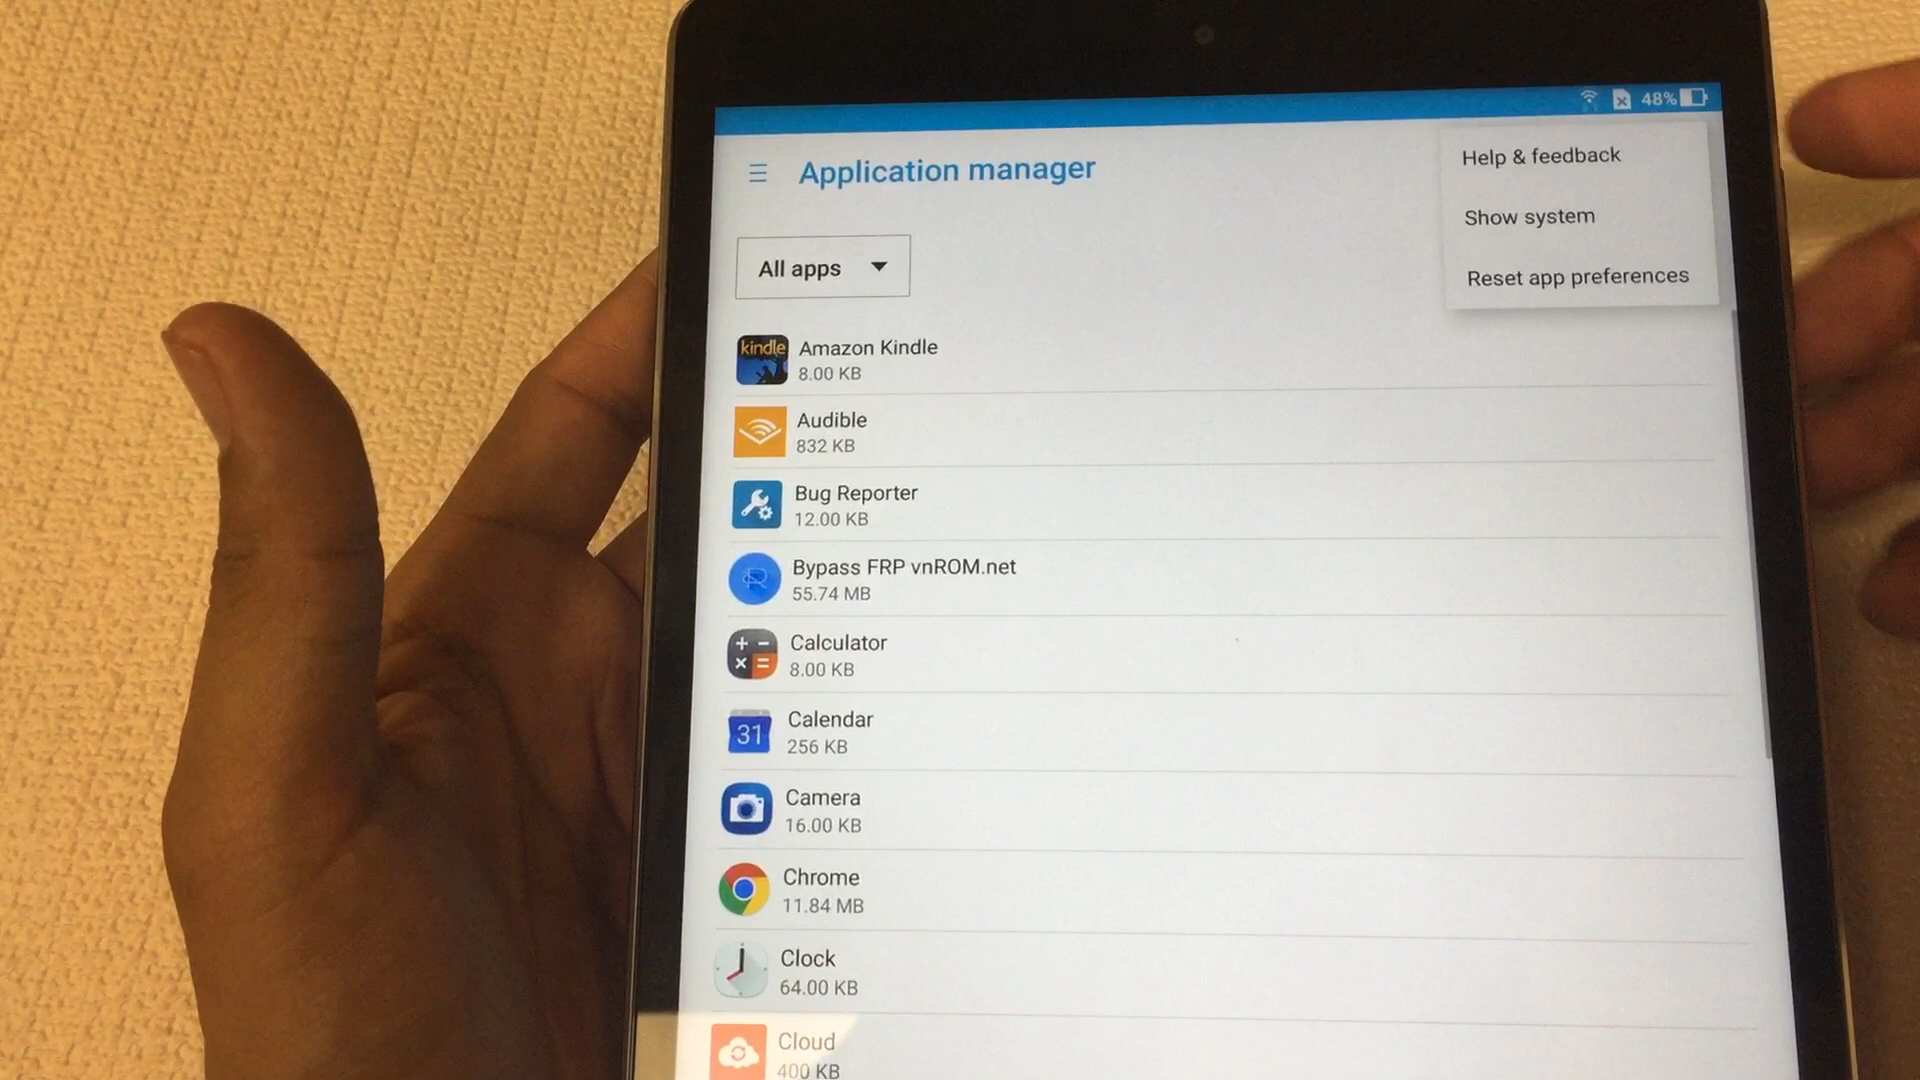 48%
Application manager
Help & feedback
Show system
Reset app preferences
All apps
kindle
Amazon Kindle
8.00 KB
Audible
832 KB
Bug Reporter
12.00 KB
Bypass FRP vnROM.net
55.74 MB
Calculator
8.00 KB
31
Calendar
256 KB
Camera
16.00 KB
Chrome
11.84 MB
Clock
64.00 KB
Cloud
400 KB